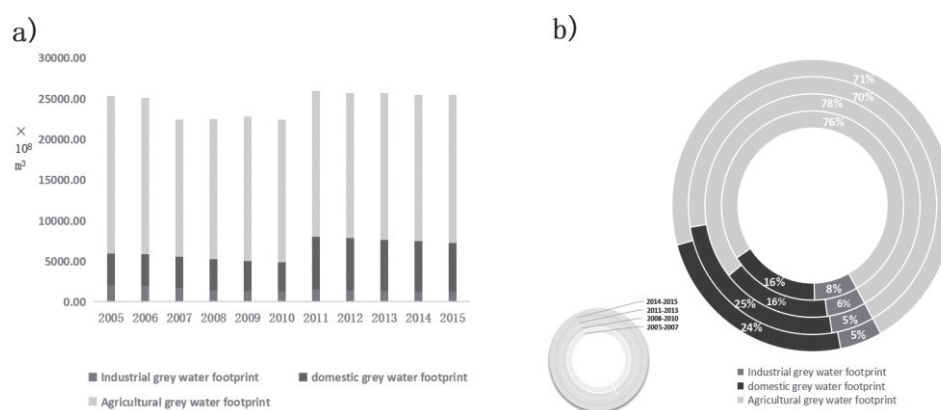 a)
30000.00
25000.00
20000.00
15000.00
10000.00
5000.00
0.00
×
10⁸
m³
2005 2006 2007 2008 2009 2010 2011 2012 2013 2014 2015
Industrial grey water footprint domestic grey water footprint
Agricultural grey water footprint
b)
71%
70%
78%
76%
16%
8%
25%
16%
6%
24%
5%
5%
2014-2015
2011-2013
2008-2010
2005-2007
Industrial grey water footprint
domestic grey water footprint
Agricultural grey water footprint